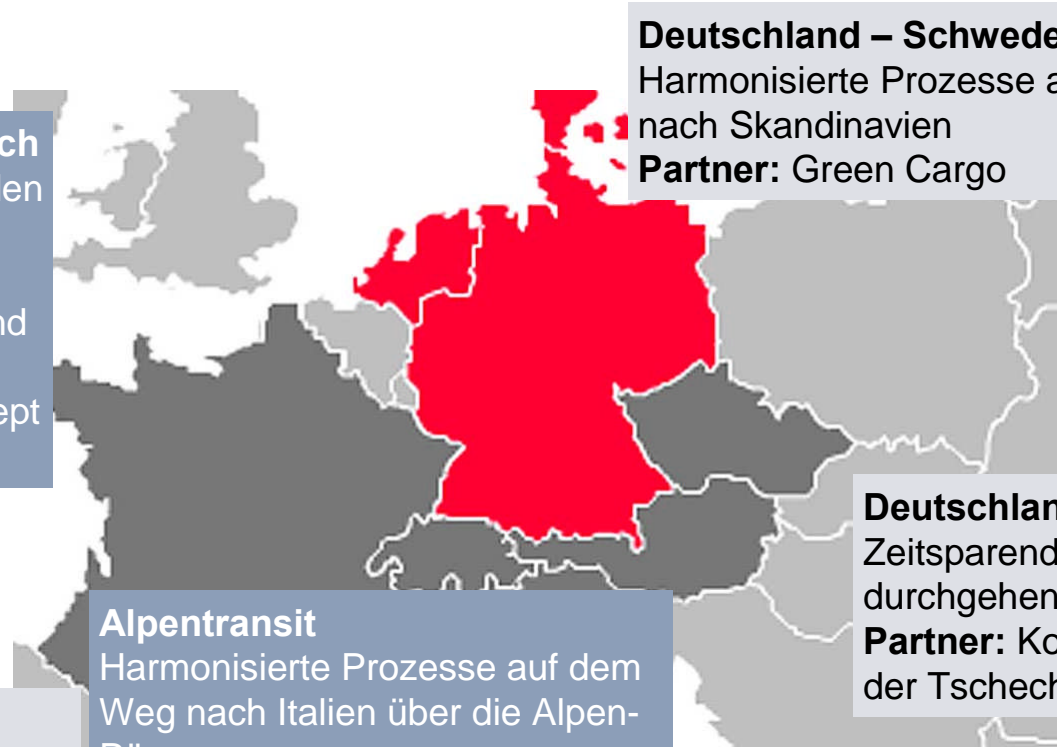 Deutschland – Schwede
Harmonisierte Prozesse a
nach Skandinavien
Partner: Green Cargo
ch
len
nd
ept
Deutschlan
Zeitsparend
durchgehen
Partner: Ko
der Tschech
Alpentransit
Harmonisierte Prozesse auf dem
Weg nach Italien über die Alpen-